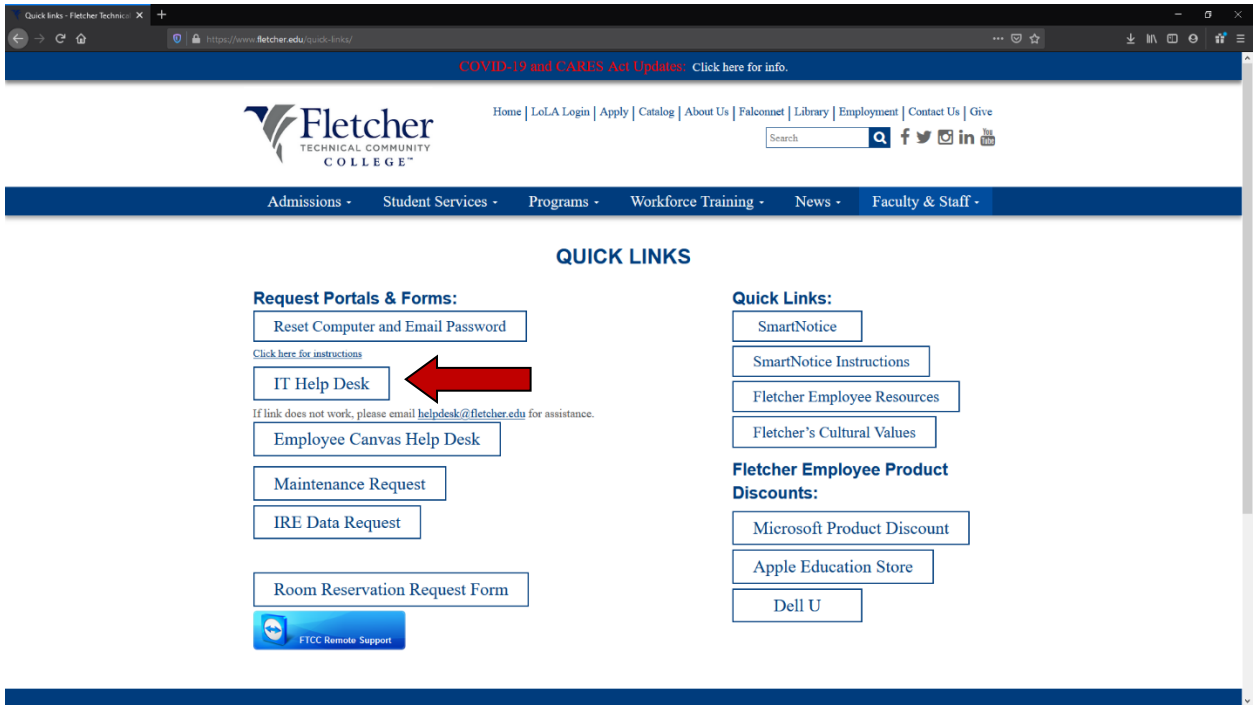 Quick links - Fletcher Technical
https://www.fletcher.edu/quick-links/
COVID-19 and CARES Act Updates: Click here for info.
Fletcher
TECHNICAL COMMUNITY
COLLEGE™
Home | LoLA Login | Apply | Catalog | About Us | Falconnet | Library | Employment | Contact Us | Give
Search
You Tube
Admissions Student Services Programs Workforce Training News Faculty & Staff
QUICK LINKS
Request Portals & Forms:
Reset Computer and Email Password
Click here for instructions
IT Help Desk
If link does not work, please email helpdesk@fletcher.edu for assistance.
Employee Canvas Help Desk
Maintenance Request
IRE Data Request
Room Reservation Request Form
FTCC Remote Support
Quick Links:
SmartNotice
SmartNotice Instructions
Fletcher Employee Resources
Fletcher's Cultural Values
Fletcher Employee Product
Discounts:
Microsoft Product Discount
Apple Education Store
Dell U